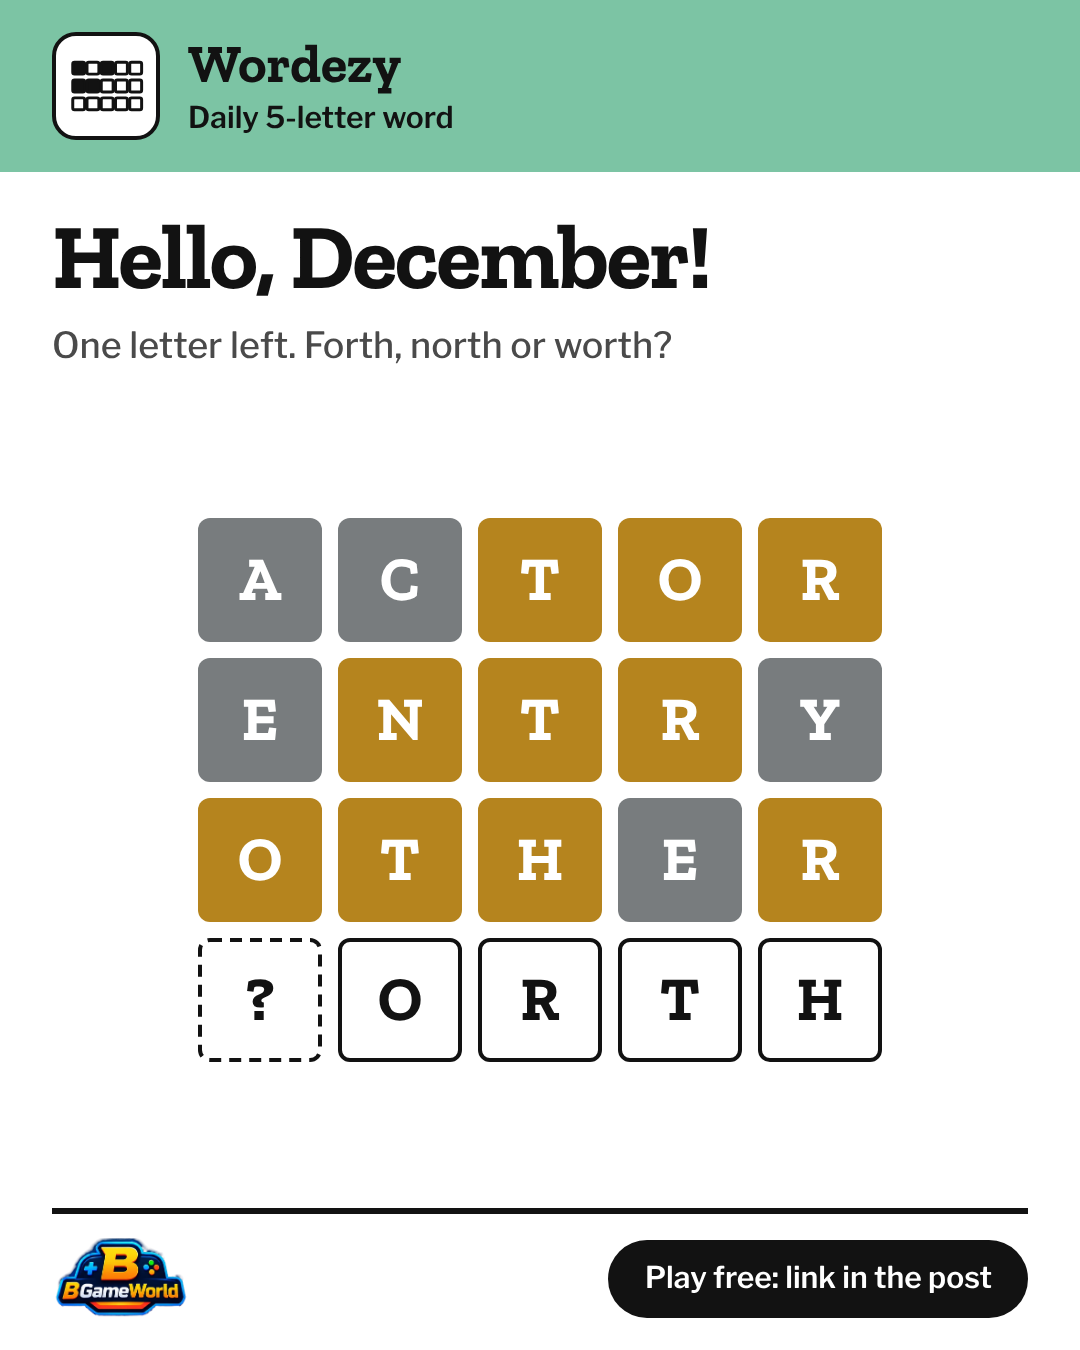 Wordezy
Daily 5-letter word
Hello, December!
One letter left. Forth, north or worth?
A C T O R
E N T R Y
O T H E R
? O R T H
B
BGameWorld
Play free: link in the post